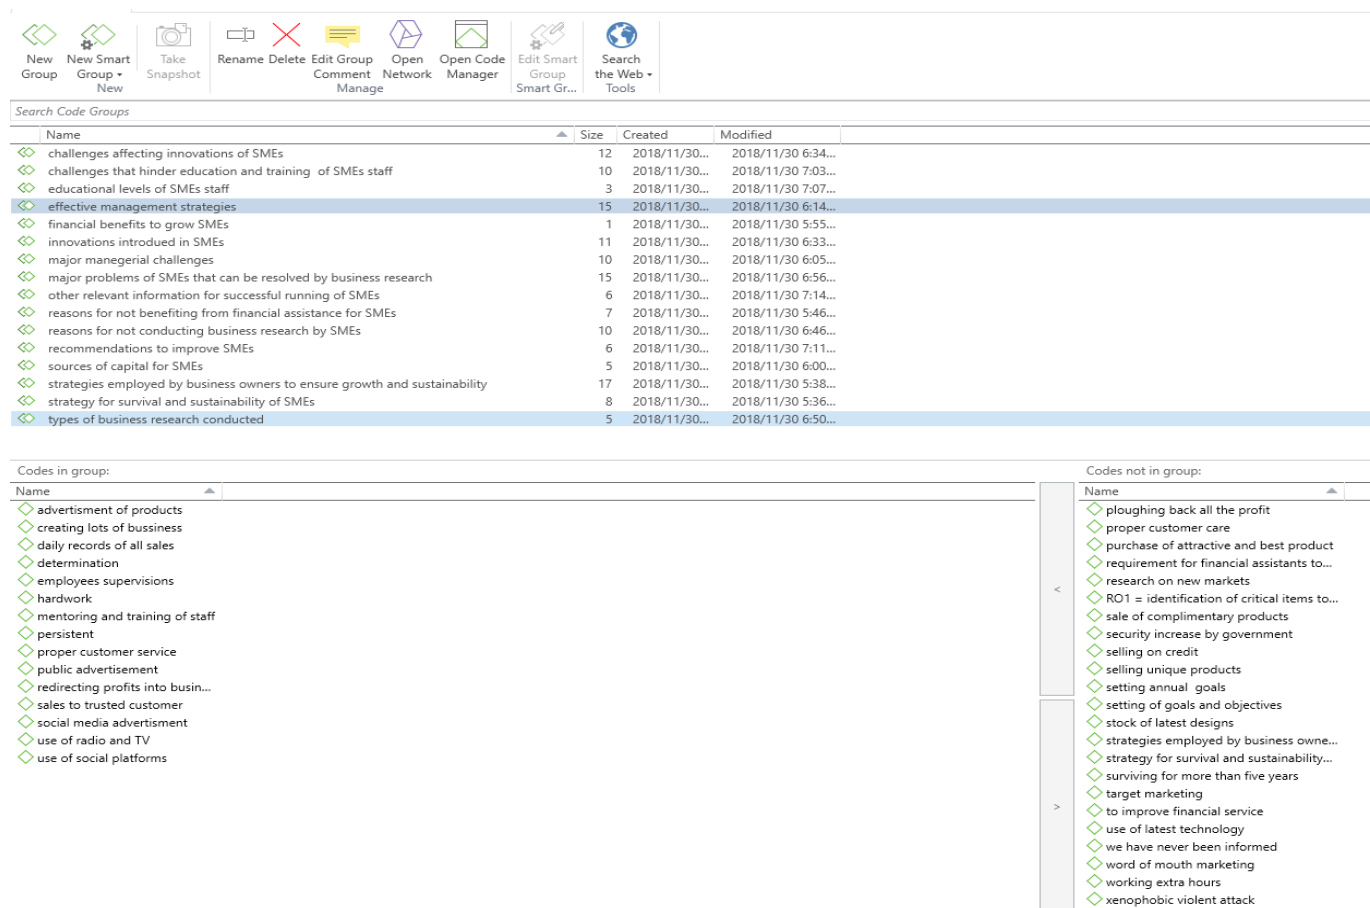 New Group
New Smart Group
Take Snapshot
Rename
Delete
Edit Group Comment
Open Network
Open Code Manager
Edit Smart Group
Search the Web
New
Manage
Smart Gr...
Tools
Search Code Groups
Name Size Created Modified
challenges affecting innovations of SMEs 12 2018/11/30... 2018/11/30 6:34...
challenges that hinder education and training of SMEs staff 10 2018/11/30... 2018/11/30 7:03...
educational levels of SMEs staff 3 2018/11/30... 2018/11/30 7:07...
effective management strategies 15 2018/11/30... 2018/11/30 6:14...
financial benefits to grow SMEs 1 2018/11/30... 2018/11/30 5:55...
innovations introdued in SMEs 11 2018/11/30... 2018/11/30 6:33...
major manegerial challenges 10 2018/11/30... 2018/11/30 6:05...
major problems of SMEs that can be resolved by business research 15 2018/11/30... 2018/11/30 6:56...
other relevant information for successful running of SMEs 6 2018/11/30... 2018/11/30 7:14...
reasons for not benefiting from financial assistance for SMEs 7 2018/11/30... 2018/11/30 5:46...
reasons for not conducting business research by SMEs 10 2018/11/30... 2018/11/30 6:46...
recommendations to improve SMEs 6 2018/11/30... 2018/11/30 7:11...
sources of capital for SMEs 5 2018/11/30... 2018/11/30 6:00...
strategies employed by business owners to ensure growth and sustainability 17 2018/11/30... 2018/11/30 5:38...
strategy for survival and sustainability of SMEs 8 2018/11/30... 2018/11/30 5:36...
types of business research conducted 5 2018/11/30... 2018/11/30 6:50...
Codes in group:
Name
advertisment of products
creating lots of bussiness
daily records of all sales
determination
employees supervisions
hardwork
mentoring and training of staff
persistent
proper customer service
public advertisement
redirecting profits into busin...
sales to trusted customer
social media advertisment
use of radio and TV
use of social platforms
<
>
Codes not in group:
Name
ploughing back all the profit
proper customer care
purchase of attractive and best product
requirement for financial assistants to...
research on new markets
RO1 = identification of critical items to...
sale of complimentary products
security increase by government
selling on credit
selling unique products
setting annual goals
setting of goals and objectives
stock of latest designs
strategies employed by business owne...
strategy for survival and sustainability...
surviving for more than five years
target marketing
to improve financial service
use of latest technology
we have never been informed
word of mouth marketing
working extra hours
xenophobic violent attack